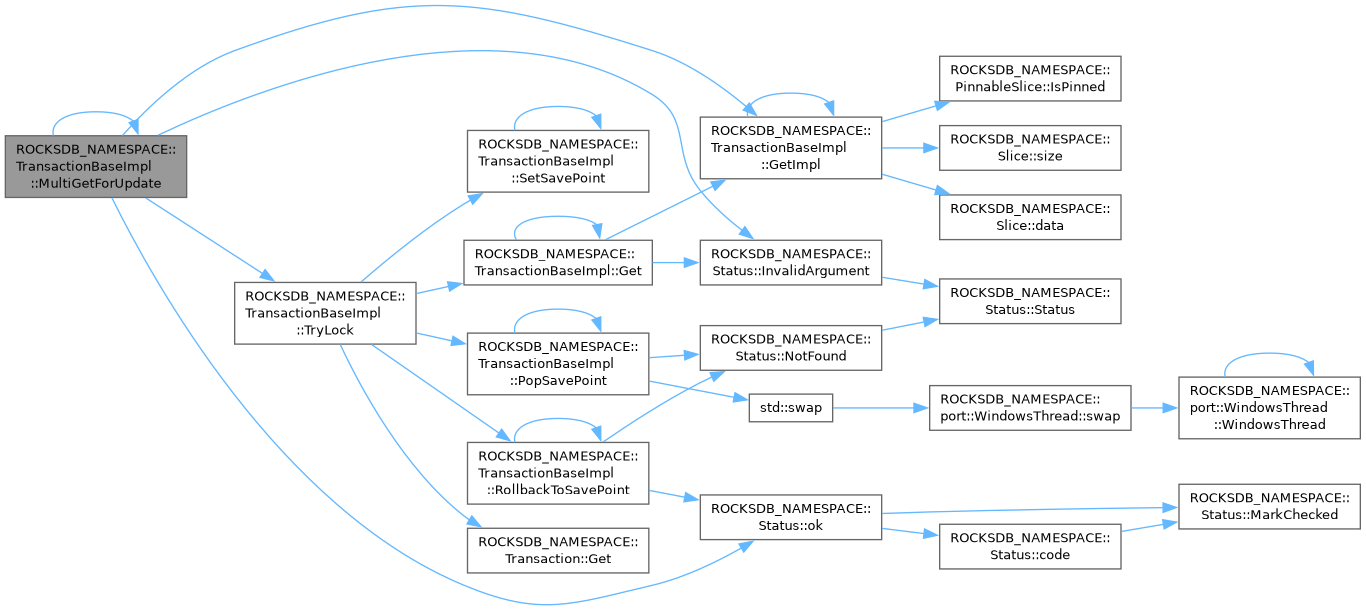 ROCKSDB_NAMESPACE::
TransactionBaseImpl
::MultiGetForUpdate
ROCKSDB_NAMESPACE::
TransactionBaseImpl
::TryLock
ROCKSDB_NAMESPACE::
TransactionBaseImpl
::SetSavePoint
ROCKSDB_NAMESPACE::
TransactionBaseImpl::Get
ROCKSDB_NAMESPACE::
TransactionBaseImpl
::PopSavePoint
ROCKSDB_NAMESPACE::
TransactionBaseImpl
::RollbackToSavePoint
ROCKSDB_NAMESPACE::
Transaction::Get
ROCKSDB_NAMESPACE::
TransactionBaseImpl
::GetImpl
ROCKSDB_NAMESPACE::
Status::InvalidArgument
ROCKSDB_NAMESPACE::
Status::NotFound
std::swap
ROCKSDB_NAMESPACE::
Status::ok
ROCKSDB_NAMESPACE::
PinnableSlice::IsPinned
ROCKSDB_NAMESPACE::
Slice::size
ROCKSDB_NAMESPACE::
Slice::data
ROCKSDB_NAMESPACE::
Status::Status
ROCKSDB_NAMESPACE::
port::WindowsThread::swap
ROCKSDB_NAMESPACE::
Status::code
ROCKSDB_NAMESPACE::
port::WindowsThread
::WindowsThread
ROCKSDB_NAMESPACE::
Status::MarkChecked